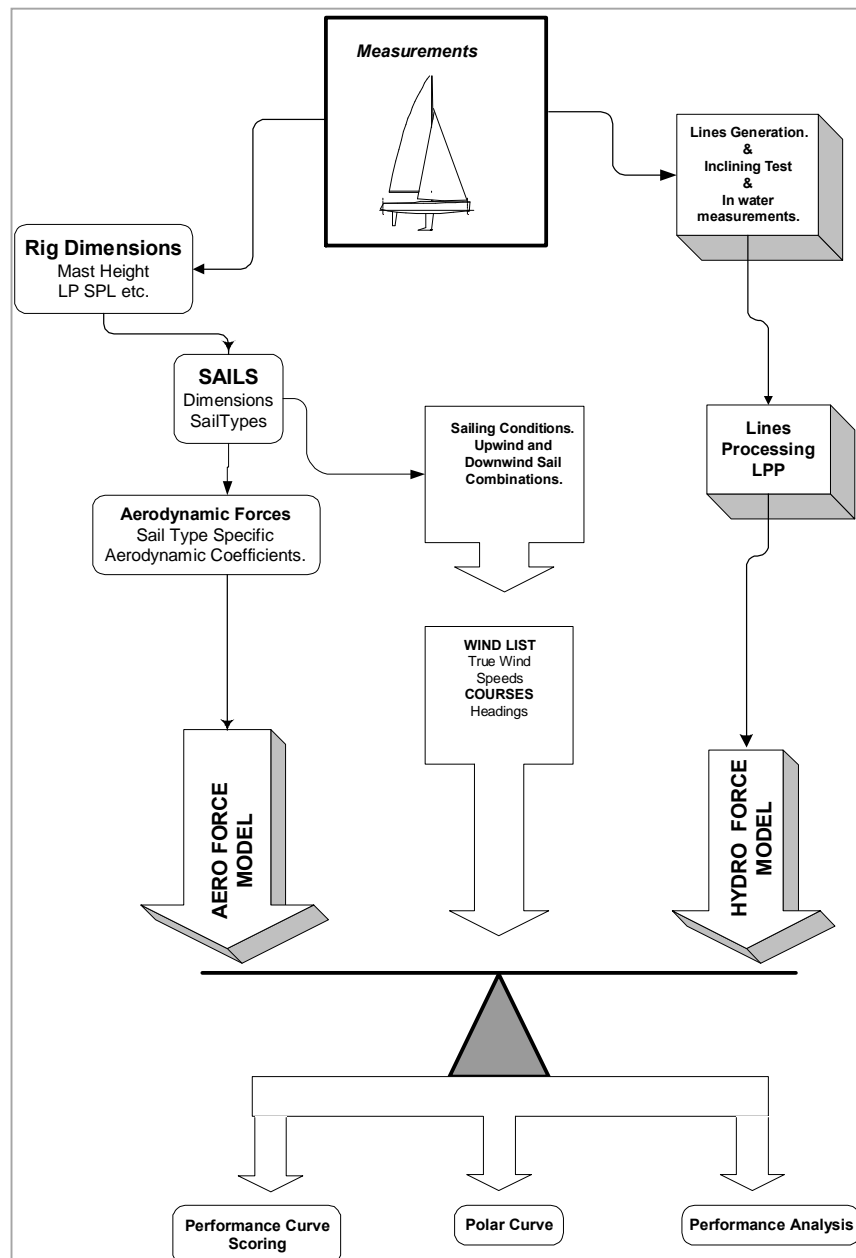 Measurements
Lines Generation.
&
Inclining Test
&
In water
measurements.
Rig Dimensions
Mast Height
LP SPL etc.
SAILS
Dimensions
SailTypes
Sailing Conditions.
Upwind and
Downwind Sail
Combinations.
Lines
Processing
LPP
Aerodynamic Forces
Sail Type Specific
Aerodynamic Coefficients.
WIND LIST
True Wind
Speeds
COURSES
Headings
AERO FORCE
MODEL
HYDRO FORCE
MODEL
Performance Curve
Scoring
Polar Curve
Performance Analysis